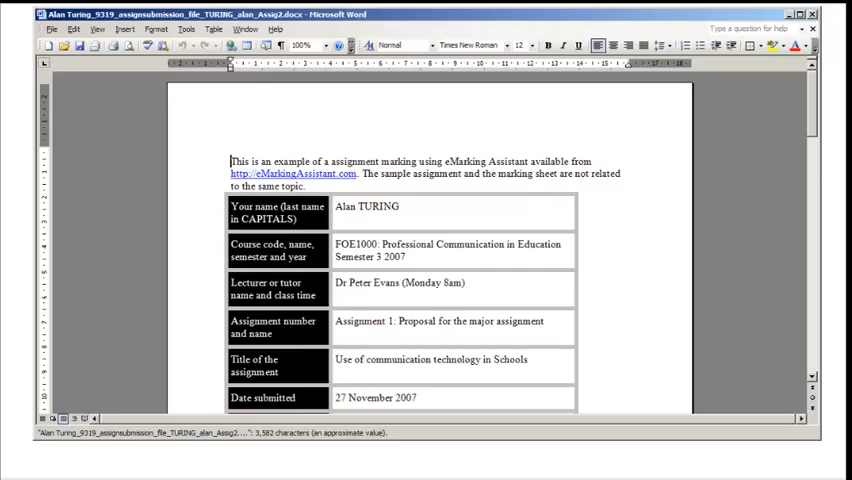 Alan Turing_9319_assignsubmission_file_TURING_alan_Assig2.docx - Microsoft Word
File Edit View Insert Format Tools Table Window Help Type a question for help
100% Normal Times New Roman 12
This is an example of a assignment marking using eMarking Assistant available from
http://eMarkingAssistant.com. The sample assignment and the marking sheet are not related
to the same topic.
Your name (last name
in CAPITALS)
Alan TURING
Course code, name,
semester and year
FOE1000: Professional Communication in Education
Semester 3 2007
Lecturer or tutor
name and class time
Dr Peter Evans (Monday 8am)
Assignment number
and name
Assignment 1: Proposal for the major assignment
Title of the
assignment
Use of communication technology in Schools
Date submitted
27 November 2007
"Alan Turing_9319_assignsubmission_file_TURING_alan_Assig2....": 3,582 characters (an approximate value).